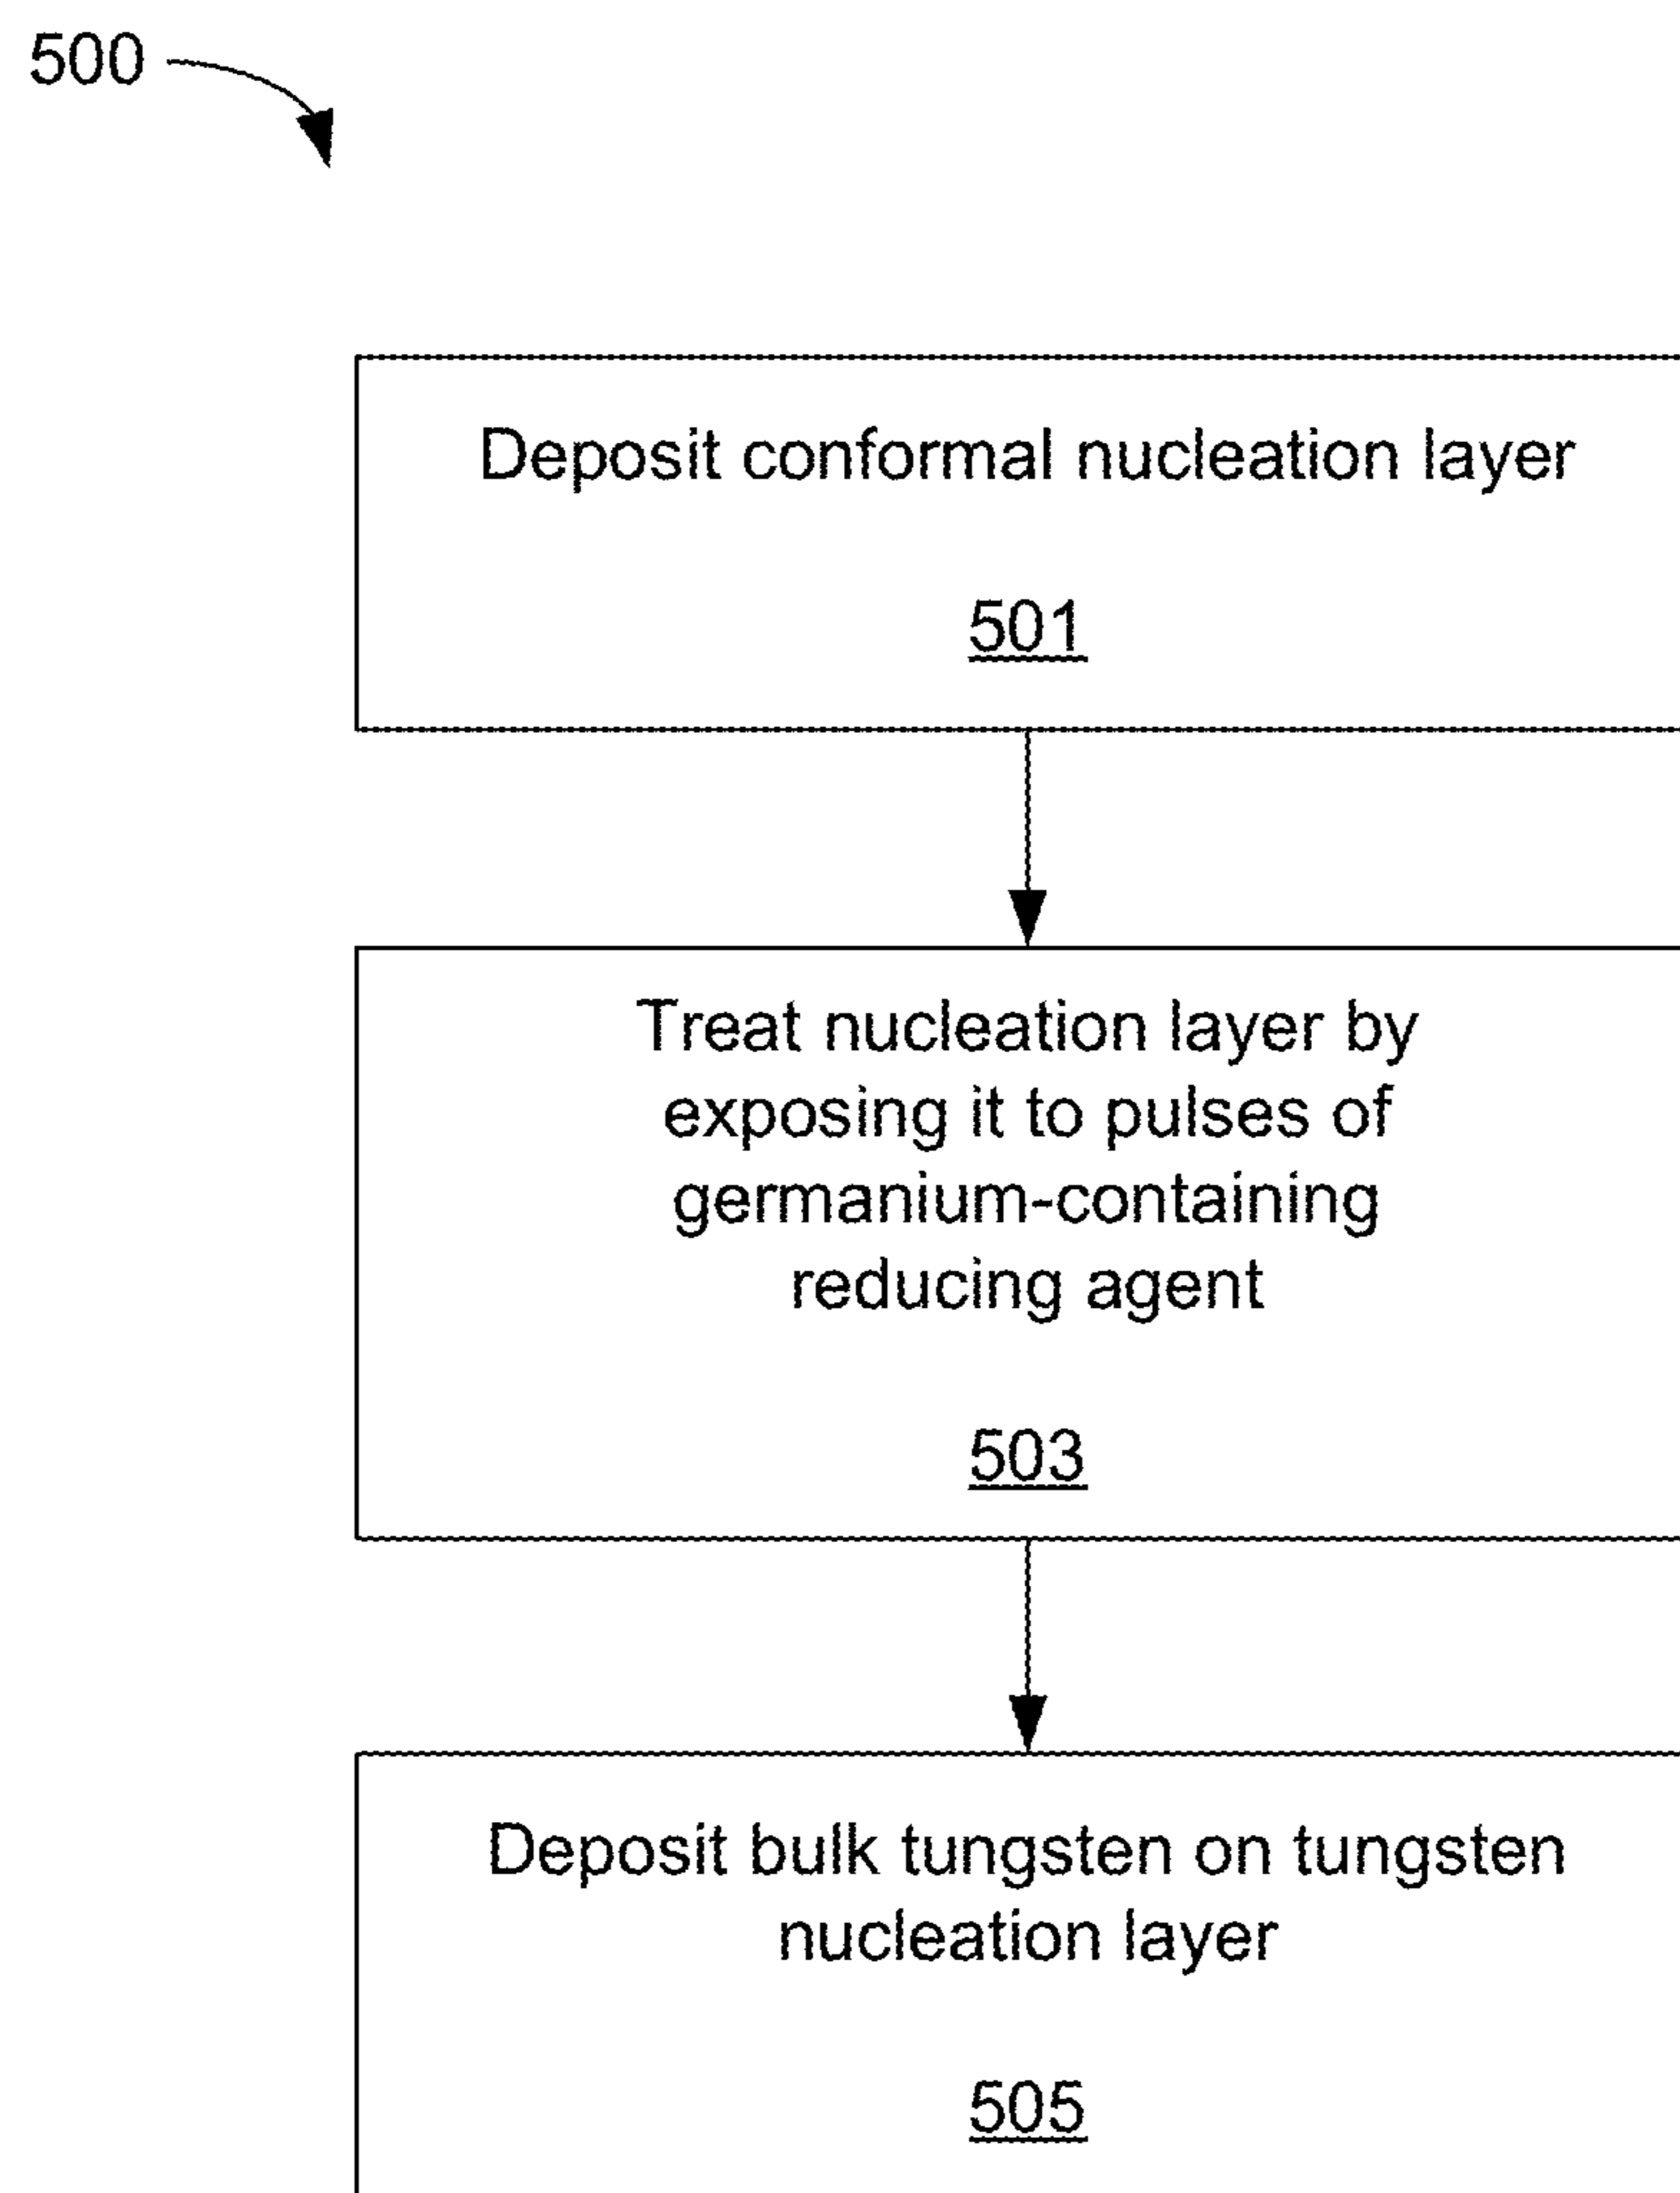 500
Deposit conformal nucleation layer
501
Treat nucleation layer by
exposing it to pulses of
germanium-containing
reducing agent
503
Deposit bulk tungsten on tungsten
nucleation layer
505